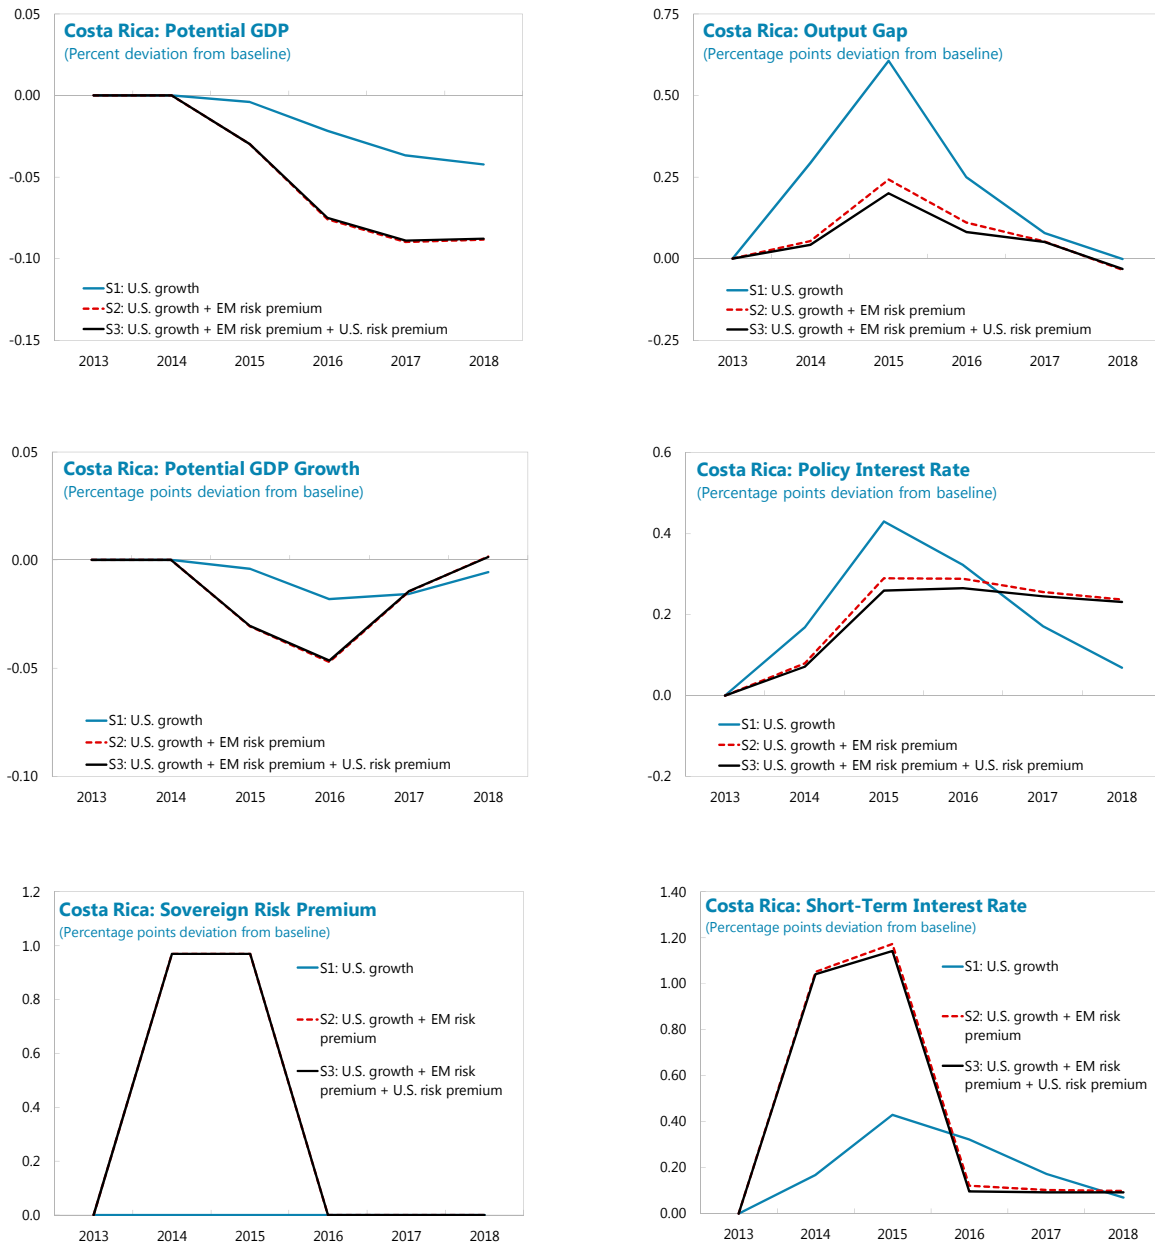 Costa Rica: Potential GDP
(Percent deviation from baseline)
0.05
0.00
-0.05
-0.10
-0.15
S1: U.S. growth
S2: U.S. growth + EM risk premium
S3: U.S. growth + EM risk premium + U.S. risk premium
2013 2014 2015 2016 2017 2018
Costa Rica: Output Gap
(Percentage points deviation from baseline)
0.75
0.50
0.25
0.00
-0.25
S1: U.S. growth
S2: U.S. growth + EM risk premium
S3: U.S. growth + EM risk premium + U.S. risk premium
2013 2014 2015 2016 2017 2018
Costa Rica: Potential GDP Growth
(Percentage points deviation from baseline)
0.05
0.00
-0.05
-0.10
S1: U.S. growth
S2: U.S. growth + EM risk premium
S3: U.S. growth + EM risk premium + U.S. risk premium
2013 2014 2015 2016 2017 2018
Costa Rica: Policy Interest Rate
(Percentage points deviation from baseline)
0.6
0.4
0.2
0.0
-0.2
S1: U.S. growth
S2: U.S. growth + EM risk premium
S3: U.S. growth + EM risk premium + U.S. risk premium
2013 2014 2015 2016 2017 2018
Costa Rica: Sovereign Risk Premium
(Percentage points deviation from baseline)
1.2
1.0
0.8
0.6
0.4
0.2
0.0
S1: U.S. growth
S2: U.S. growth + EM risk
premium
S3: U.S. growth + EM risk
premium + U.S. risk premium
2013 2014 2015 2016 2017 2018
Costa Rica: Short-Term Interest Rate
(Percentage points deviation from baseline)
1.40
1.20
1.00
0.80
0.60
0.40
0.20
0.00
S1: U.S. growth
S2: U.S. growth + EM risk
premium
S3: U.S. growth + EM risk
premium + U.S. risk premium
2013 2014 2015 2016 2017 2018